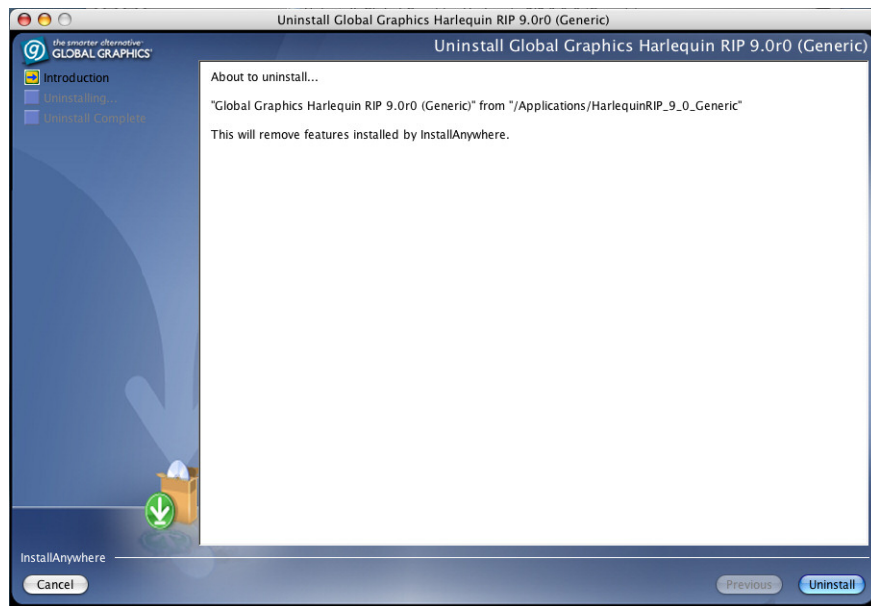 Uninstall Global Graphics Harlequin RIP 9.0r0 (Generic)
g the smarter alternative™
GLOBAL GRAPHICS®
Uninstall Global Graphics Harlequin RIP 9.0r0 (Generic)
Introduction
Uninstalling...
Uninstall Complete
About to uninstall...
"Global Graphics Harlequin RIP 9.0r0 (Generic)" from "/Applications/HarlequinRIP_9_0_Generic"
This will remove features installed by InstallAnywhere.
InstallAnywhere
Cancel
Previous
Uninstall